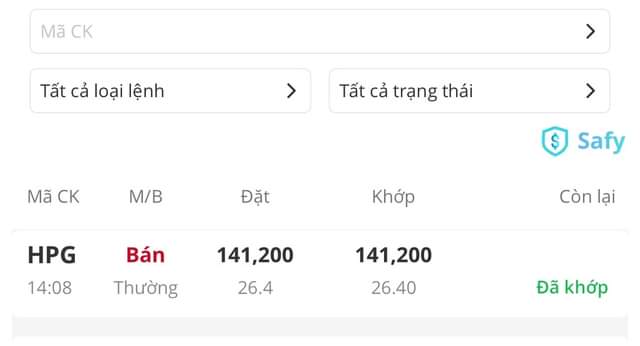 Mã CK
Tất cả loại lệnh Tất cả trạng thái
Safy
Mã CK M/B Đặt Khớp Còn lại
HPG Bán 141,200 141,200
14:08 Thường 26.4 26.40 Đã khớp